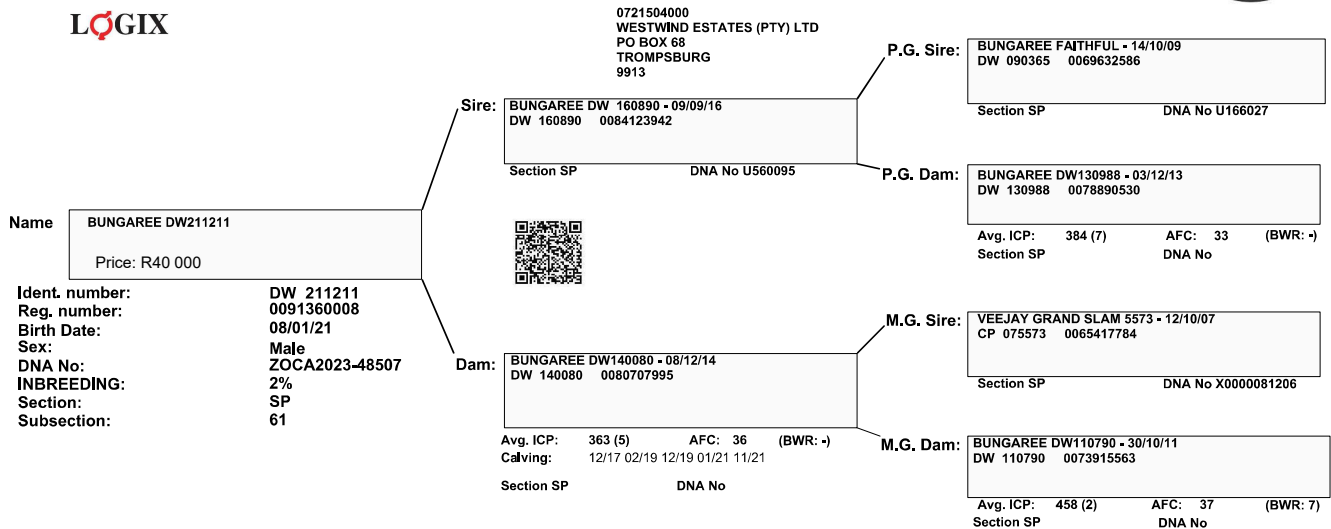 LOGIX
0721504000
WESTWIND ESTATES (PTY) LTD
PO BOX 68
TROMPSBURG
9913
Name
BUNGAREE DW211211
Price: R40 000
Ident. number: DW 211211
Reg. number: 0091360008
Birth Date: 08/01/21
Sex: Male
DNA No: ZOCA2023-48507
INBREEDING: 2%
Section: SP
Subsection: 61
Sire:
BUNGAREE DW 160890 - 09/09/16
DW 160890 0084123942
Section SP DNA No U560095
Dam:
BUNGAREE DW140080 - 08/12/14
DW 140080 0080707995
Avg. ICP: 363 (5) AFC: 36 (BWR: -)
Calving: 12/17 02/19 12/19 01/21 11/21
Section SP DNA No
P.G. Sire:
BUNGAREE FAITHFUL - 14/10/09
DW 090365 0069632586
Section SP DNA No U166027
P.G. Dam:
BUNGAREE DW130988 - 03/12/13
DW 130988 0078890530
Avg. ICP: 384 (7) AFC: 33 (BWR: -)
Section SP DNA No
M.G. Sire:
VEEJAY GRAND SLAM 5573 - 12/10/07
CP 075573 0065417784
Section SP DNA No X0000081206
M.G. Dam:
BUNGAREE DW110790 - 30/10/11
DW 110790 0073915563
Avg. ICP: 458 (2) AFC: 37 (BWR: 7)
Section SP DNA No